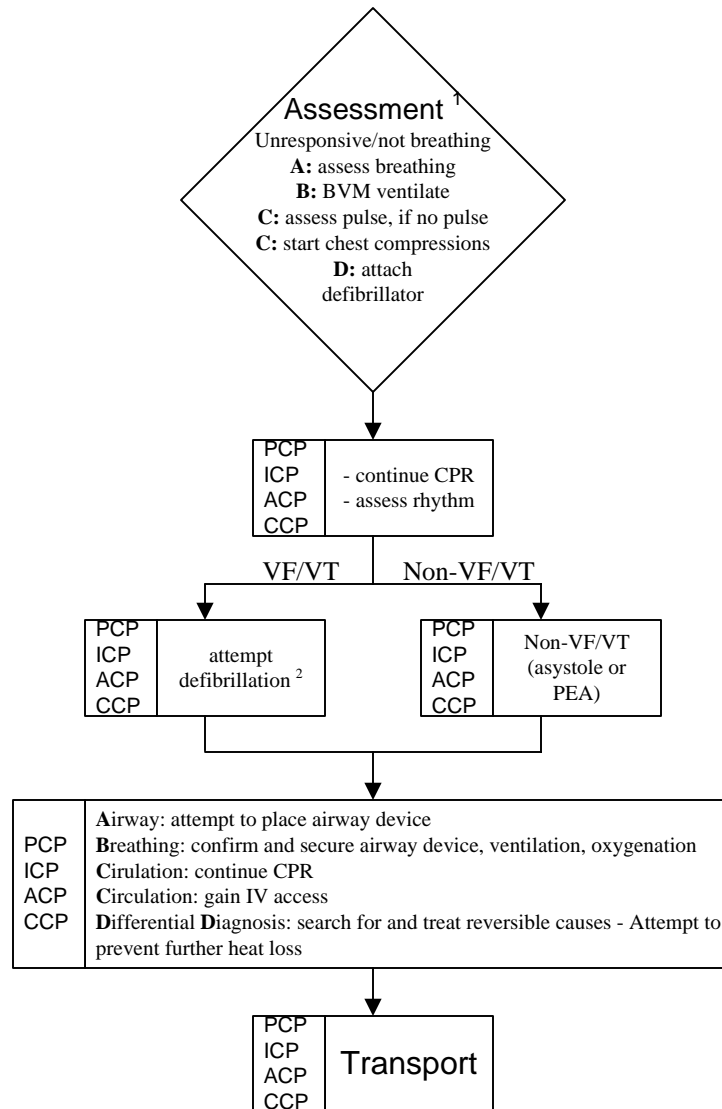 Assessment 1
Unresponsive/not breathing
A: assess breathing
B: BVM ventilate
C: assess pulse, if no pulse
C: start chest compressions
D: attach
defibrillator
PCP
ICP
ACP
CCP
- continue CPR
- assess rhythm
VF/VT
Non-VF/VT
PCP
ICP
ACP
CCP
attempt
defibrillation 2
PCP
ICP
ACP
CCP
Non-VF/VT
(asystole or
PEA)
PCP
ICP
ACP
CCP
Airway: attempt to place airway device
Breathing: confirm and secure airway device, ventilation, oxygenation
Cirulation: continue CPR
Circulation: gain IV access
Differential Diagnosis: search for and treat reversible causes - Attempt to
prevent further heat loss
PCP
ICP
ACP
CCP
Transport